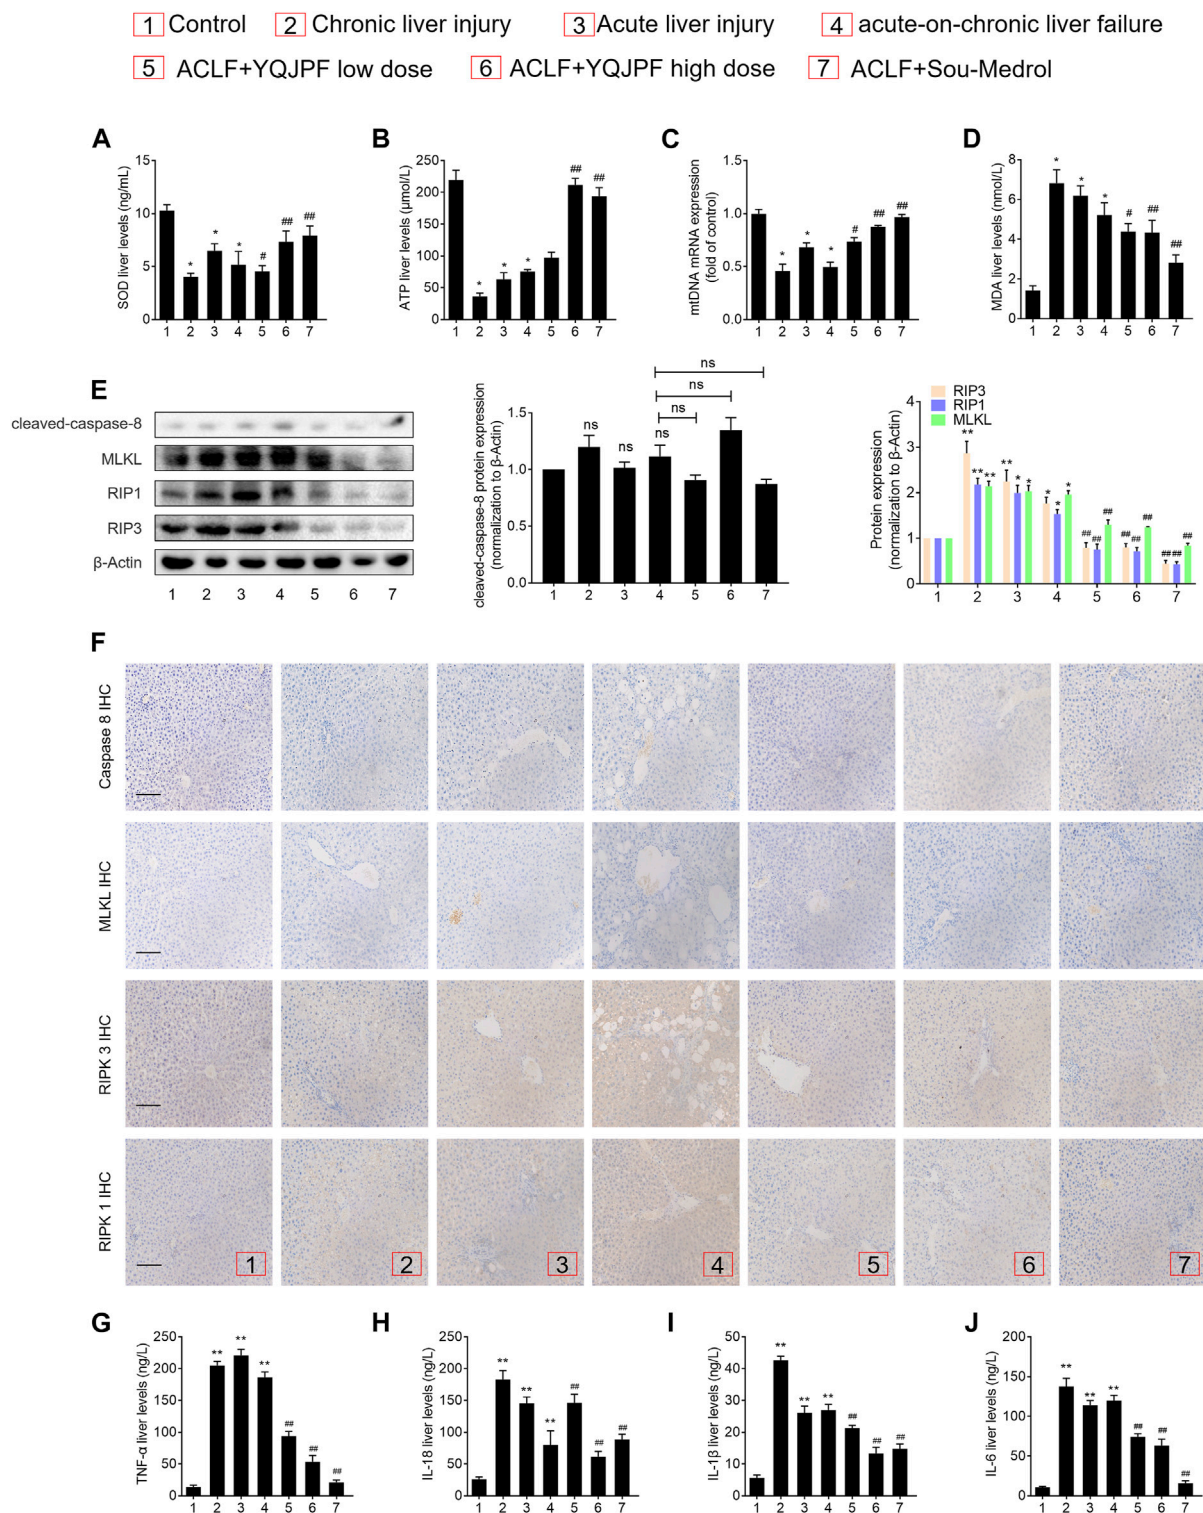 1 Control 2 Chronic liver injury 3 Acute liver injury 4 acute-on-chronic liver failure
5 ACLF+YQJPF low dose 6 ACLF+YQJPF high dose 7 ACLF+Sou-Medrol
A
SOD liver levels (ng/mL)
15
10
5
0
* * * # ## ##
1 2 3 4 5 6 7
B
ATP liver levels (μmol/L)
250
200
150
100
50
0
* * * ## ##
1 2 3 4 5 6 7
C
mtDNA mRNA expression
(fold of control)
1.5
1.0
0.5
0.0
* * * # ## ##
1 2 3 4 5 6 7
D
MDA liver levels (nmol/L)
8
6
4
2
0
* * * # ## ##
1 2 3 4 5 6 7
E
cleaved-caspase-8
MLKL
RIP1
RIP3
β-Actin
1 2 3 4 5 6 7
cleaved-caspase-8 protein expression
(normalization to β-Actin)
1.5
1.0
0.5
0.0
ns
ns
ns
ns ns ns
1 2 3 4 5 6 7
RIP3
RIP1
MLKL
Protein expression
(normalization to β-Actin)
4
3
2
1
0
** ** ** ** * * * * * ## ## ## ## ## ## ## ## ##
1 2 3 4 5 6 7
F
Caspase 8 IHC
MLKL IHC
RIPK 3 IHC
RIPK 1 IHC
1 2 3 4 5 6 7
G
TNF-α liver levels (ng/L)
250
200
150
100
50
0
** ** ** ## ## ##
1 2 3 4 5 6 7
H
IL-18 liver levels (ng/L)
250
200
150
100
50
0
** ** ** ## ## ##
1 2 3 4 5 6 7
I
IL-1β liver levels (ng/L)
50
40
30
20
10
0
** ** ** ## ## ##
1 2 3 4 5 6 7
J
IL-6 liver levels (ng/L)
200
150
100
50
0
** ** ** ## ## ##
1 2 3 4 5 6 7